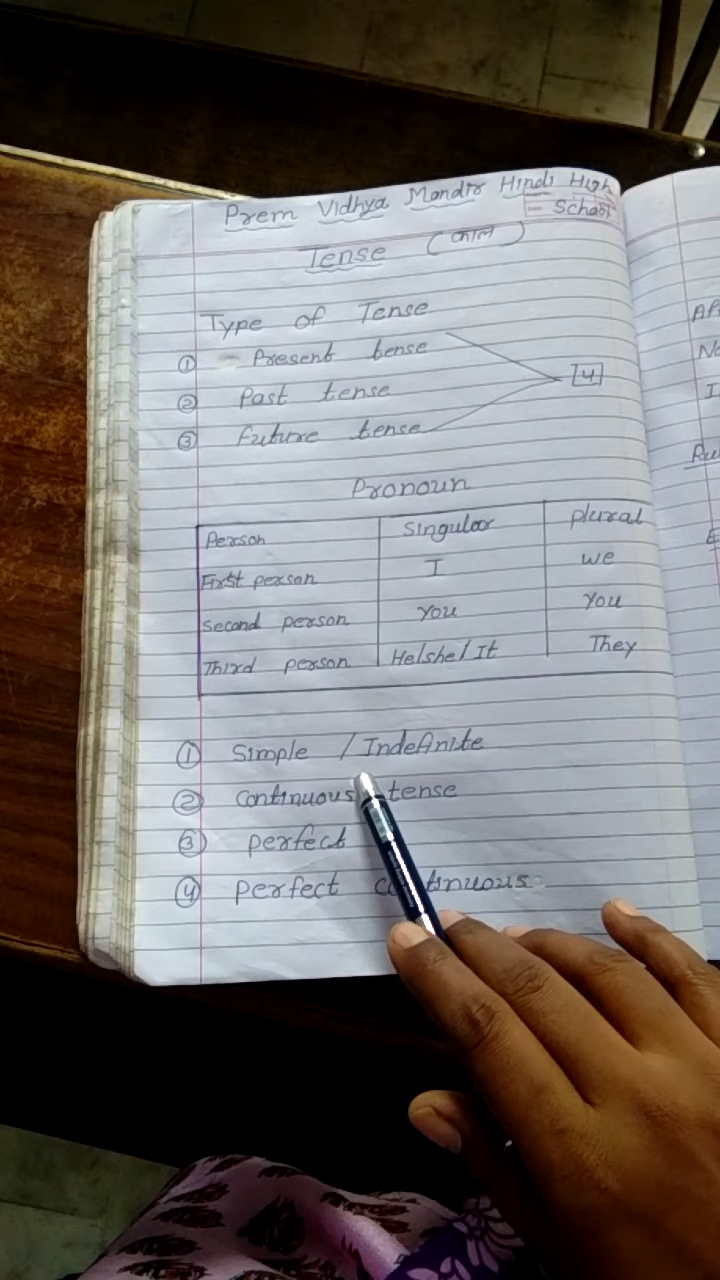 Prem Vidhya Mandir Hindi High
- School
Tense (काल)
Type of Tense
① Present tense
② Past tense
③ Future tense
4
Pronoun
Person Singular Plural
First person I we
Second person You You
Third person He/she/It They
① Simple / Indefinite
② Continuous tense
③ perfect
④ perfect continuous